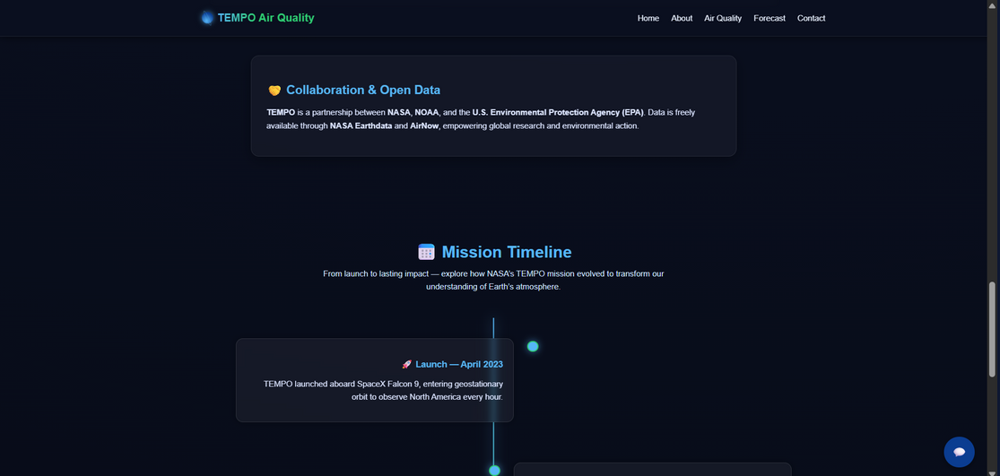 TEMPO Air Quality
Home About Air Quality Forecast Contact
Collaboration & Open Data
TEMPO is a partnership between NASA, NOAA, and the U.S. Environmental Protection Agency (EPA). Data is freely
available through NASA Earthdata and AirNow, empowering global research and environmental action.
Mission Timeline
From launch to lasting impact — explore how NASA's TEMPO mission evolved to transform our
understanding of Earth's atmosphere.
Launch — April 2023
TEMPO launched aboard SpaceX Falcon 9, entering geostationary
orbit to observe North America every hour.